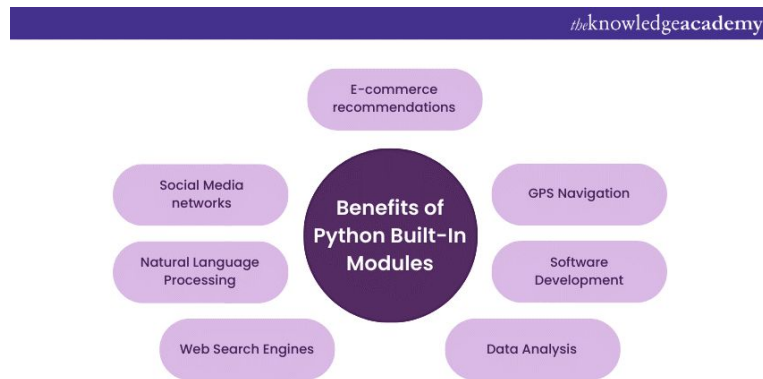 theknowledgeacademy
E-commerce
recommendations
Social Media
networks
GPS Navigation
Benefits of
Python Built-In
Modules
Natural Language
Processing
Software
Development
Web Search Engines
Data Analysis